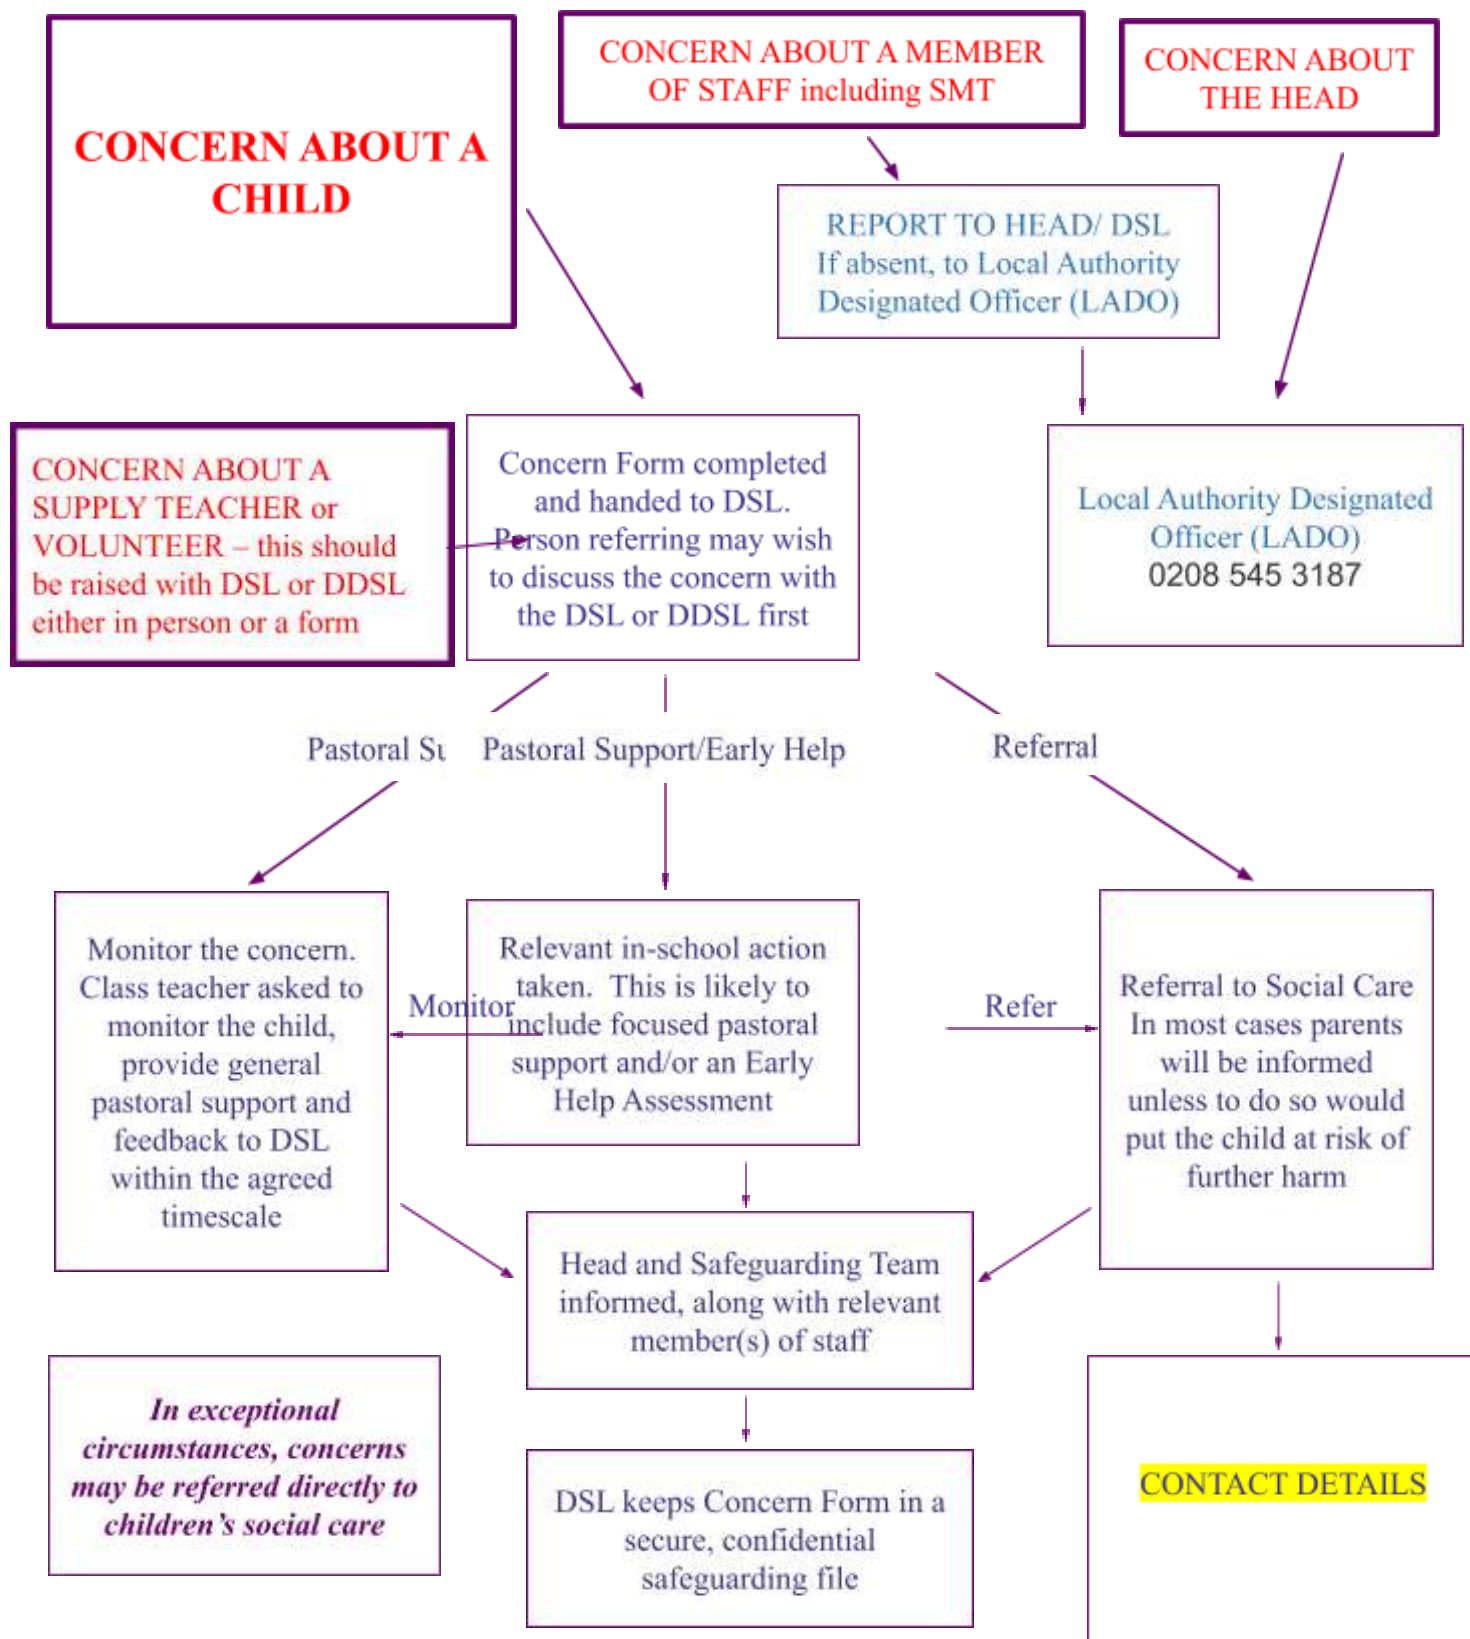 CONCERN ABOUT A
CHILD
CONCERN ABOUT A MEMBER
OF STAFF including SMT
CONCERN ABOUT
THE HEAD
REPORT TO HEAD/ DSL
If absent, to Local Authority
Designated Officer (LADO)
CONCERN ABOUT A
SUPPLY TEACHER or
VOLUNTEER – this should
be raised with DSL or DDSL
either in person or a form
Concern Form completed
and handed to DSL.
Person referring may wish
to discuss the concern with
the DSL or DDSL first
Local Authority Designated
Officer (LADO)
0208 545 3187
Pastoral Su
Pastoral Support/Early Help
Referral
Monitor the concern.
Class teacher asked to
monitor the child,
provide general
pastoral support and
feedback to DSL
within the agreed
timescale
Monitor
Relevant in-school action
taken.  This is likely to
include focused pastoral
support and/or an Early
Help Assessment
Refer
Referral to Social Care
In most cases parents
will be informed
unless to do so would
put the child at risk of
further harm
Head and Safeguarding Team
informed, along with relevant
member(s) of staff
In exceptional
circumstances, concerns
may be referred directly to
children’s social care
DSL keeps Concern Form in a
secure, confidential
safeguarding file
CONTACT DETAILS